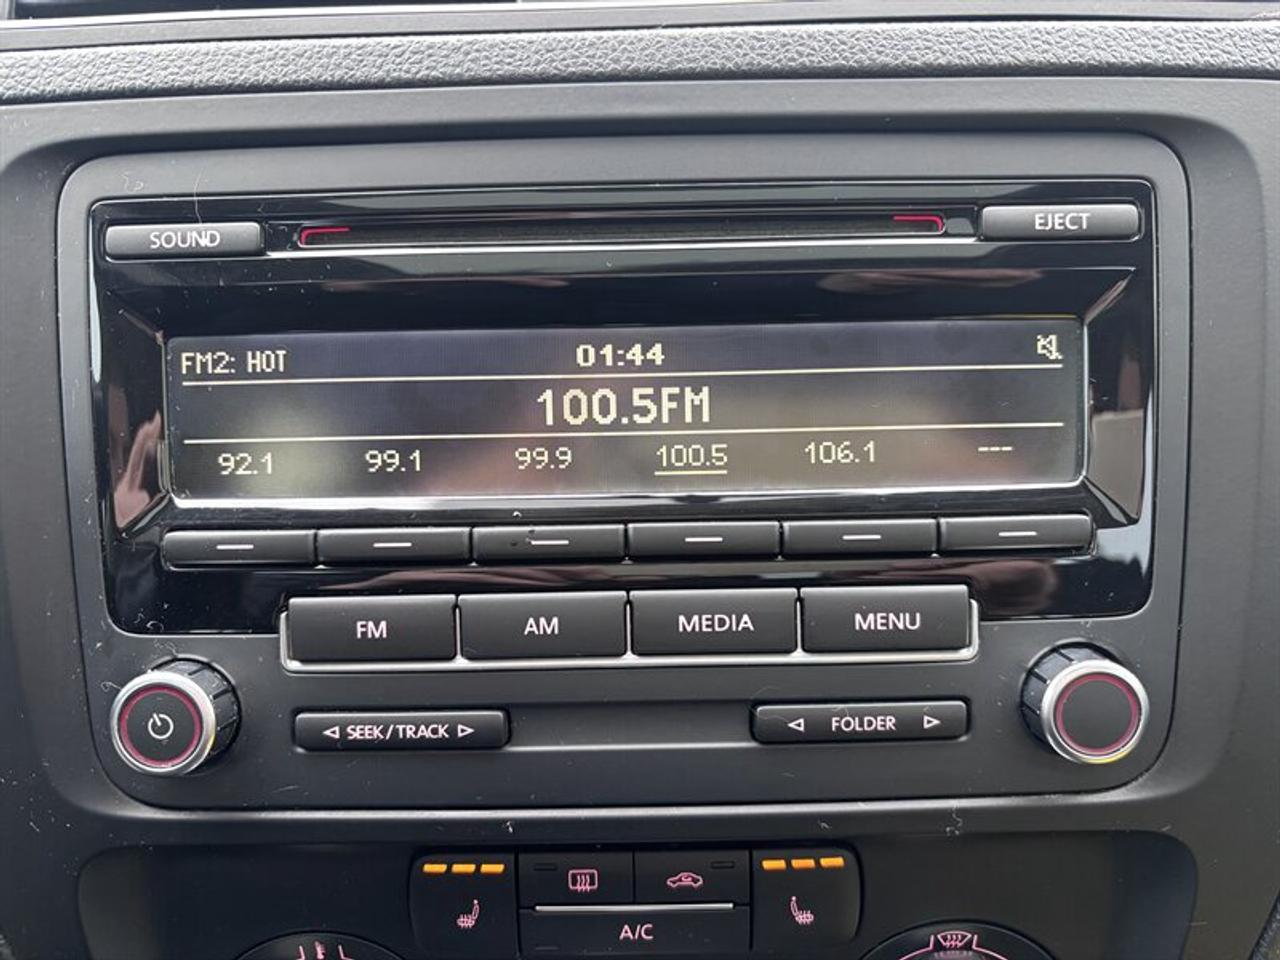 SOUND
EJECT
FM2: HOT
01:44
100.5FM
92.1 99.1 99.9 100.5 106.1 ---
FM AM MEDIA MENU
SEEK/TRACK
FOLDER
A/C